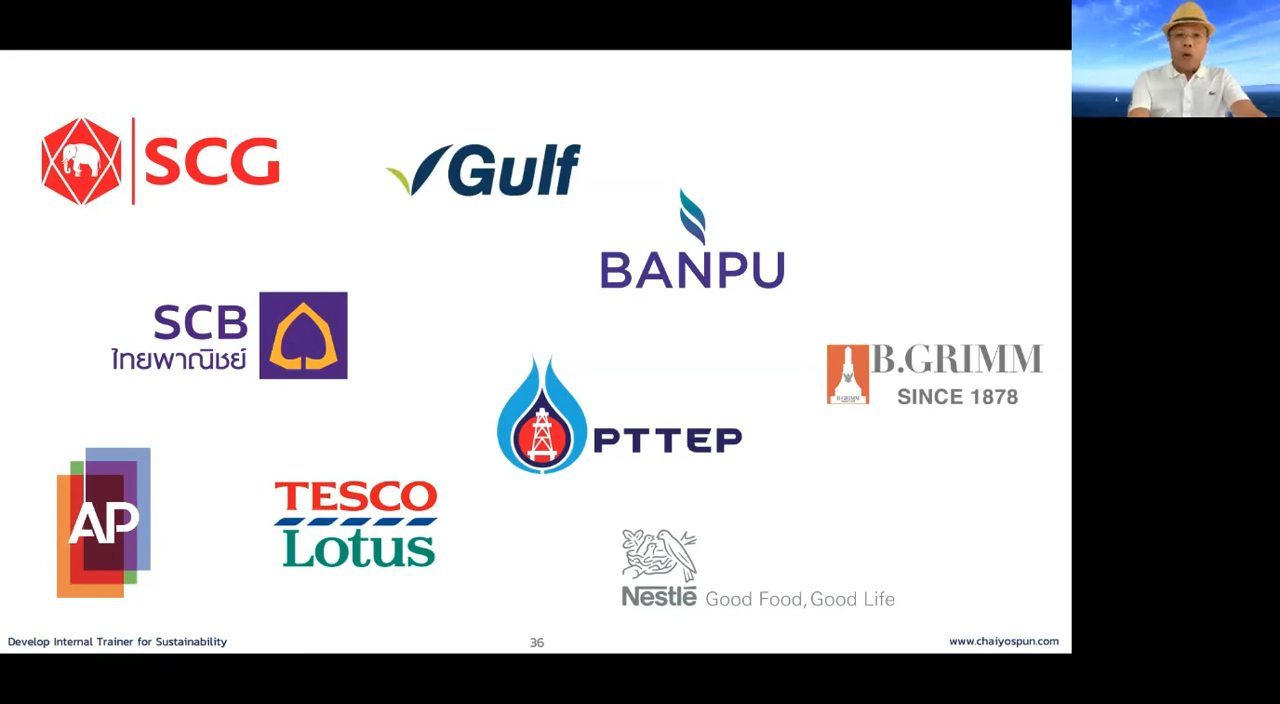 SCG
Gulf
BANPU
SCB
ไทยพาณิชย์
B.GRIMM
SINCE 1878
PTTEP
AP
TESCO
Lotus
Nestlé Good Food, Good Life
Develop Internal Trainer for Sustainability
36
www.chaiyospun.com